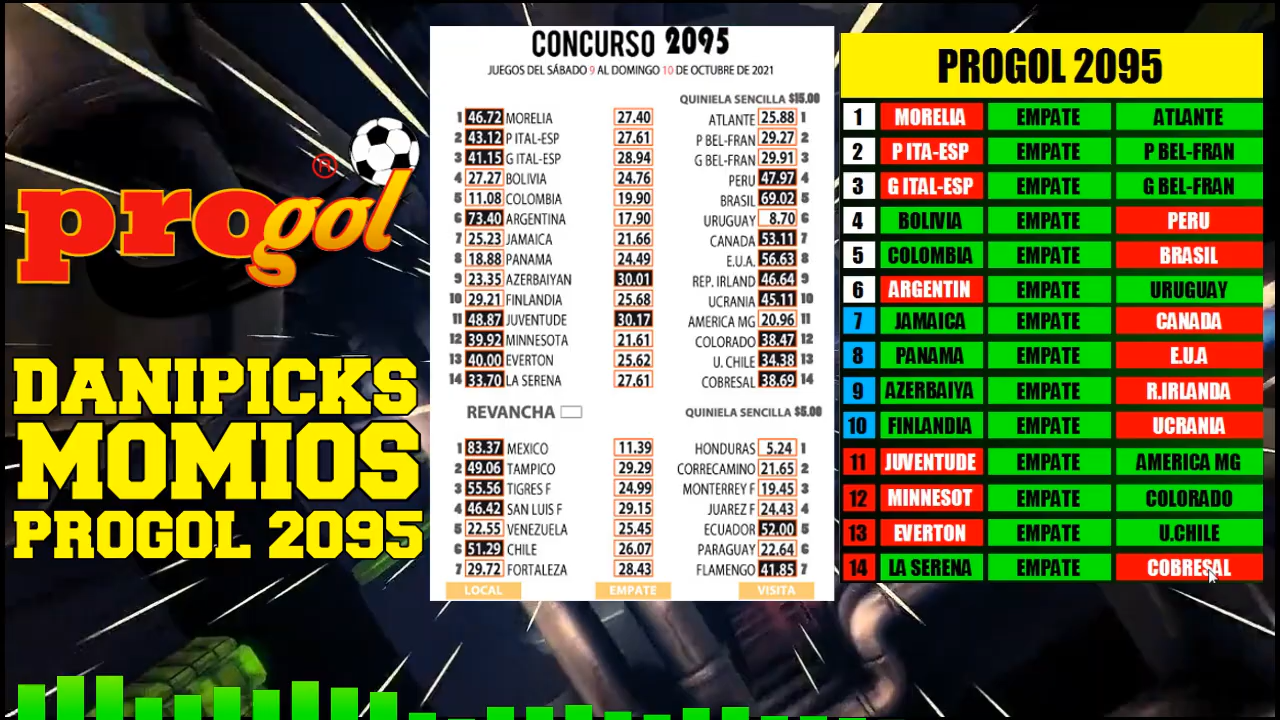 progol ®
DANIPICKS
MOMIOS
PROGOL 2095
CONCURSO 2095
JUEGOS DEL SÁBADO 9 AL DOMINGO 10 DE OCTUBRE DE 2021
QUINIELA SENCILLA $15.00
1 46.72 MORELIA 27.40 ATLANTE 25.88 1
2 43.12 P ITAL-ESP 27.61 P BEL-FRAN 29.27 2
3 41.15 G ITAL-ESP 28.94 G BEL-FRAN 29.91 3
4 27.27 BOLIVIA 24.76 PERU 47.97 4
5 11.08 COLOMBIA 19.90 BRASIL 69.02 5
6 73.40 ARGENTINA 17.90 URUGUAY 8.70 6
7 25.23 JAMAICA 21.66 CANADA 53.11 7
8 18.88 PANAMA 24.49 E.U.A. 56.63 8
9 23.35 AZERBAIYAN 30.01 REP. IRLAND 46.64 9
10 29.21 FINLANDIA 25.68 UCRANIA 45.11 10
11 48.87 JUVENTUDE 30.17 AMERICA MG 20.96 11
12 39.92 MINNESOTA 21.61 COLORADO 38.47 12
13 40.00 EVERTON 25.62 U. CHILE 34.38 13
14 33.70 LA SERENA 27.61 COBRESAL 38.69 14
REVANCHA QUINIELA SENCILLA $5.00
1 83.37 MEXICO 11.39 HONDURAS 5.24 1
2 49.06 TAMPICO 29.29 CORRECAMINO 21.65 2
3 55.56 TIGRES F 24.99 MONTERREY F 19.45 3
4 46.42 SAN LUIS F 29.15 JUAREZ F 24.43 4
5 22.55 VENEZUELA 25.45 ECUADOR 52.00 5
6 51.29 CHILE 26.07 PARAGUAY 22.64 6
7 29.72 FORTALEZA 28.43 FLAMENGO 41.85 7
LOCAL EMPATE VISITA
PROGOL 2095
1 MORELIA EMPATE ATLANTE
2 P ITA-ESP EMPATE P BEL-FRAN
3 G ITAL-ESP EMPATE G BEL-FRAN
4 BOLIVIA EMPATE PERU
5 COLOMBIA EMPATE BRASIL
6 ARGENTIN EMPATE URUGUAY
7 JAMAICA EMPATE CANADA
8 PANAMA EMPATE E.U.A
9 AZERBAIYA EMPATE R.IRLANDA
10 FINLANDIA EMPATE UCRANIA
11 JUVENTUDE EMPATE AMERICA MG
12 MINNESOT EMPATE COLORADO
13 EVERTON EMPATE U.CHILE
14 LA SERENA EMPATE COBRESAL